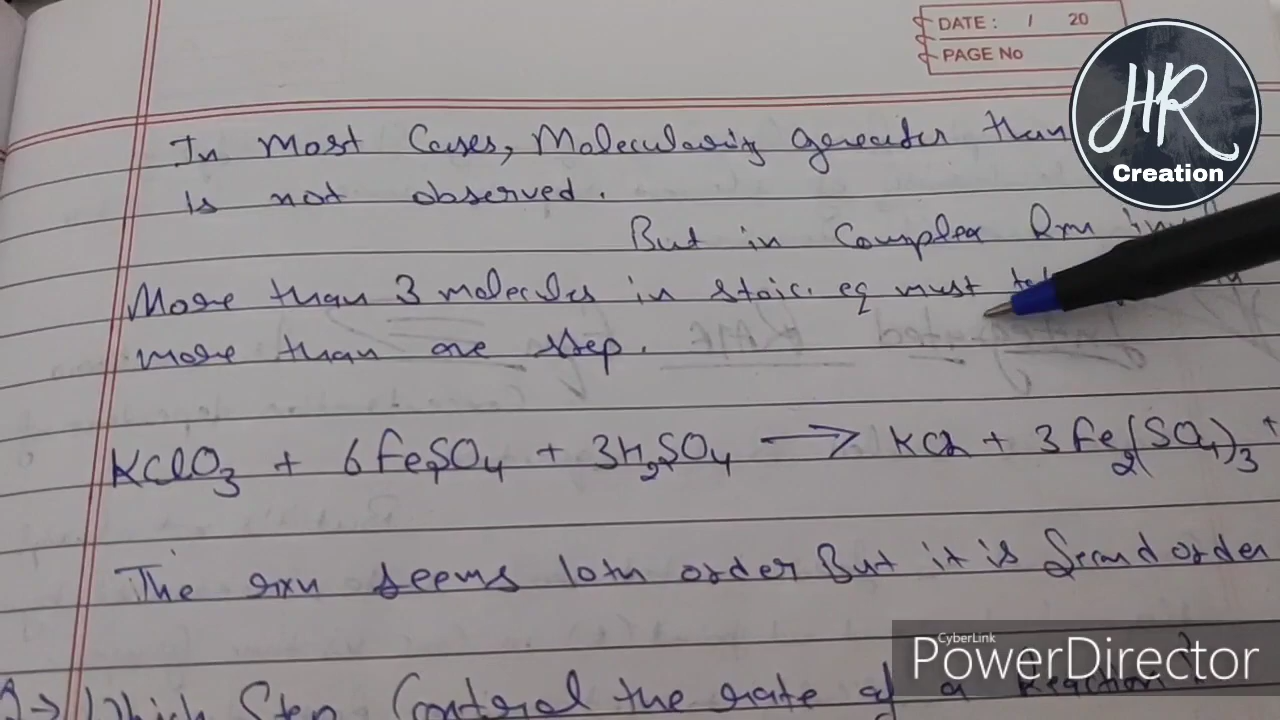 DATE : / 20
PAGE No
HR
Creation
In Most Cases, Molecularity greater than
is not observed.
But in Complex Rxn
More than 3 molecules in stoic. eq must
more than one step.
KClO3 + 6FeSO4 + 3H2SO4 → KCl + 3Fe2(SO4)3 +
The rxn seems 10th order But it is Second order
CyberLink
PowerDirector
Which Step Control the rate of a Reaction?